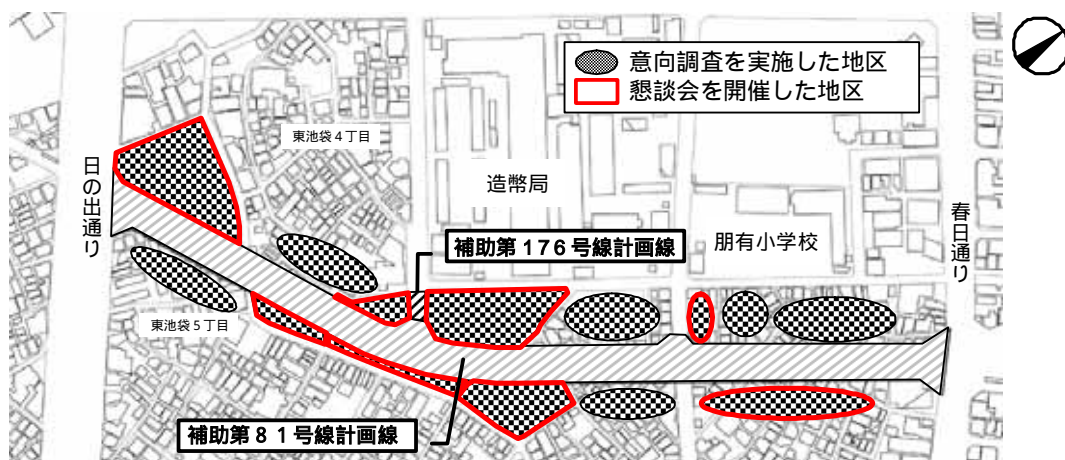 意向調査を実施した地区
懇談会を開催した地区
東池袋4丁目
造幣局
日の出通り
補助第176号線計画線
朋有小学校
春日通り
東池袋5丁目
補助第81号線計画線